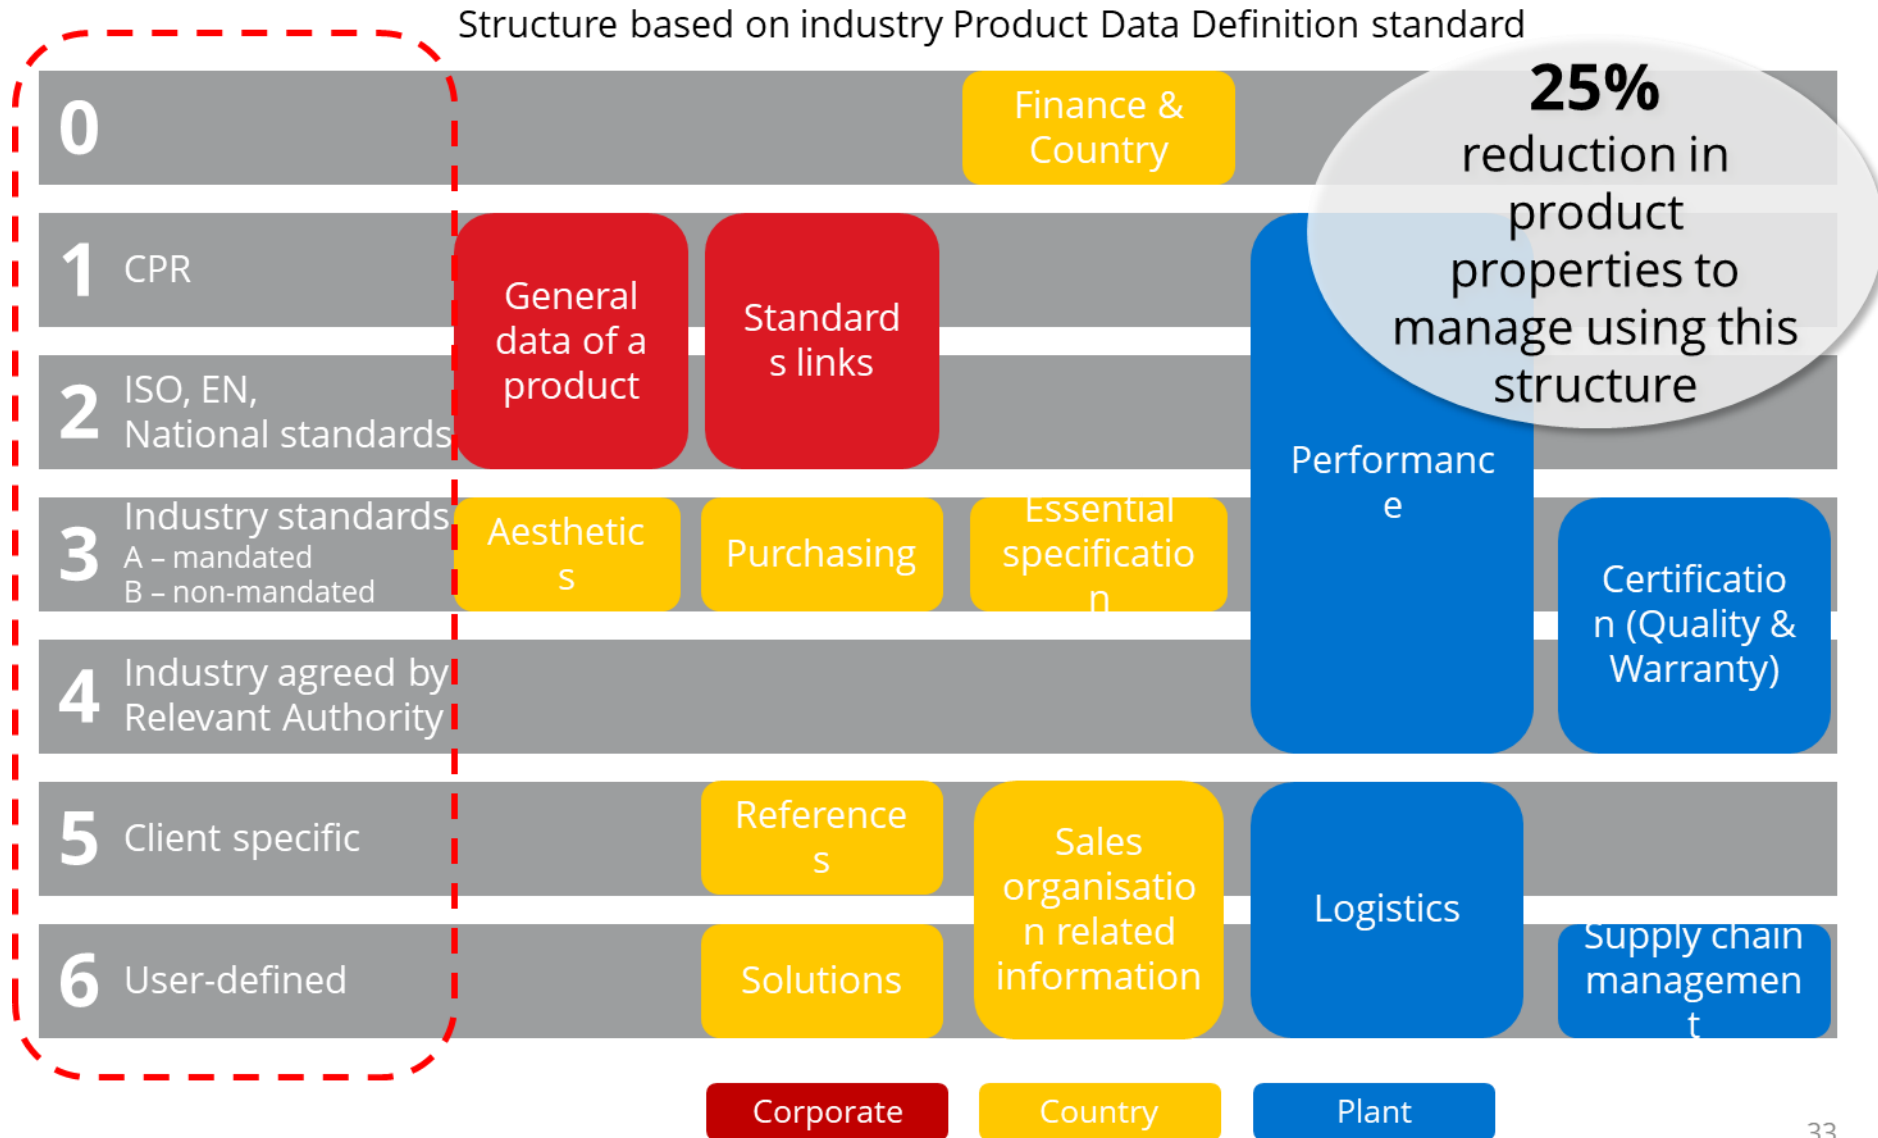 Structure based on industry Product Data Definition standard
25%
reduction in
product
properties to
manage using this
structure
0
Finance &
Country
1
CPR
General
data of a
product
Standard
s links
2
ISO, EN,
National standards
Performanc
e
3
Industry standards
A – mandated
B – non-mandated
Aesthetic
s
Purchasing
Essential
specificatio
n
Certificatio
n (Quality &
Warranty)
4
Industry agreed by
Relevant Authority
5
Client specific
Reference
s
Sales
organisatio
n related
information
Logistics
6
User-defined
Solutions
Supply chain
managemen
t
Corporate
Country
Plant
33